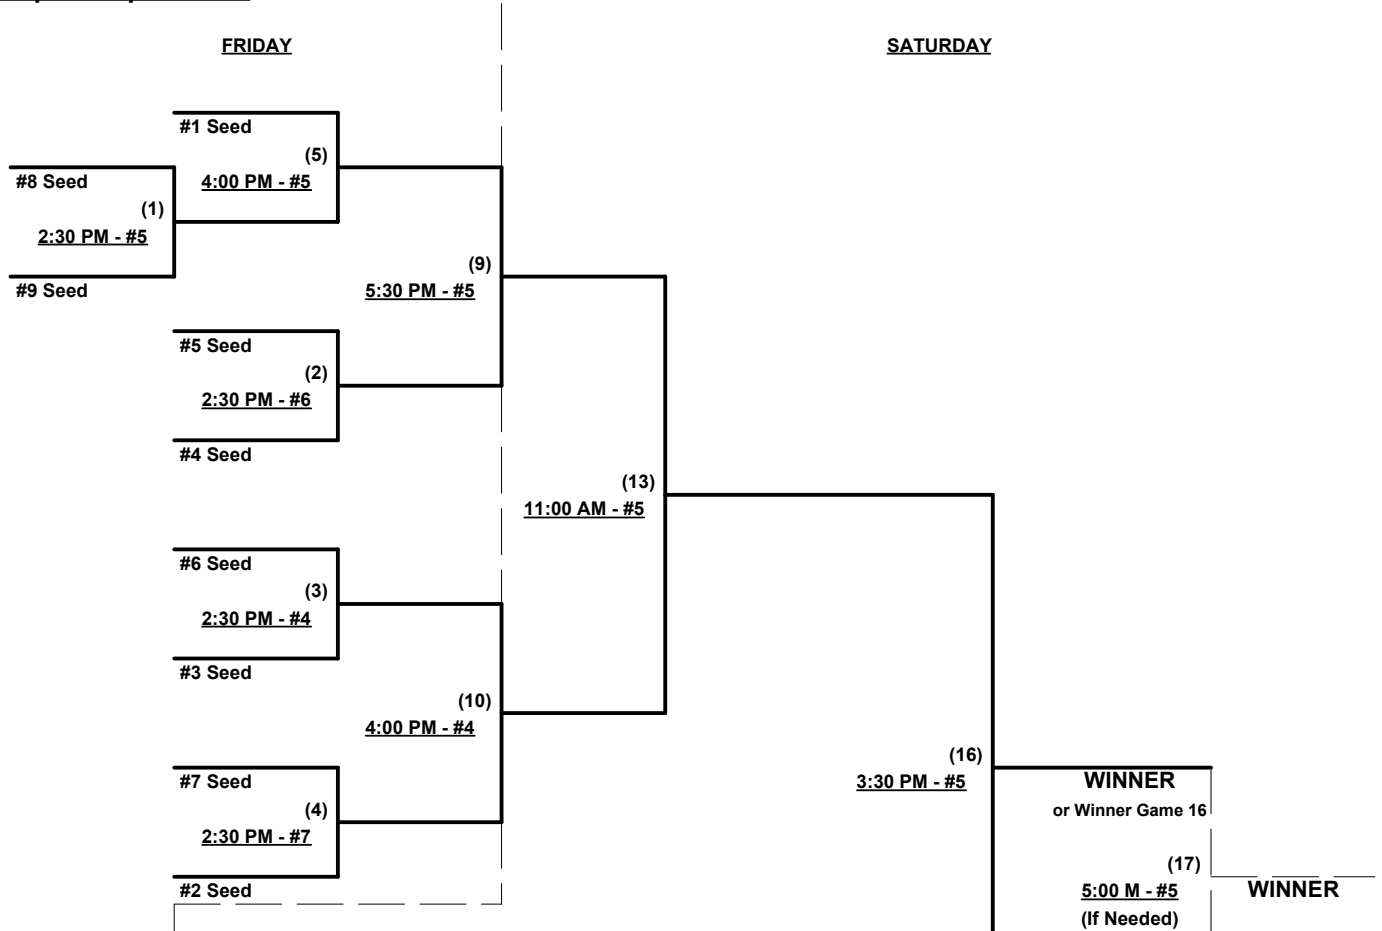 FRIDAY
SATURDAY
#1 Seed
(5)
#8 Seed
4:00 PM - #5
(1)
2:30 PM - #5
(9)
#9 Seed
5:30 PM - #5
#5 Seed
(2)
2:30 PM - #6
#4 Seed
(13)
11:00 AM - #5
#6 Seed
(3)
2:30 PM - #4
#3 Seed
(10)
4:00 PM - #4
(16)
#7 Seed
3:30 PM - #5
WINNER
(4)
or Winner Game 16
2:30 PM - #7
(17)
#2 Seed
5:00 M - #5
WINNER
(If Needed)